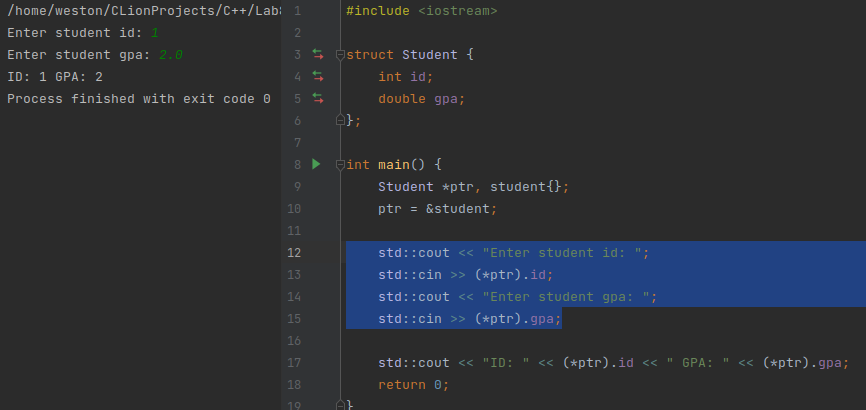 /home/weston/CLionProjects/C++/Lab
Enter student id: 1
Enter student gpa: 2.0
ID: 1 GPA: 2
Process finished with exit code 0
1 #include <iostream>
2
3 struct Student {
4     int id;
5     double gpa;
6 };
7
8 int main() {
9     Student *ptr, student{};
10     ptr = &student;
11
12     std::cout << "Enter student id: ";
13     std::cin >> (*ptr).id;
14     std::cout << "Enter student gpa: ";
15     std::cin >> (*ptr).gpa;
16
17     std::cout << "ID: " << (*ptr).id << " GPA: " << (*ptr).gpa;
18     return 0;
19 }